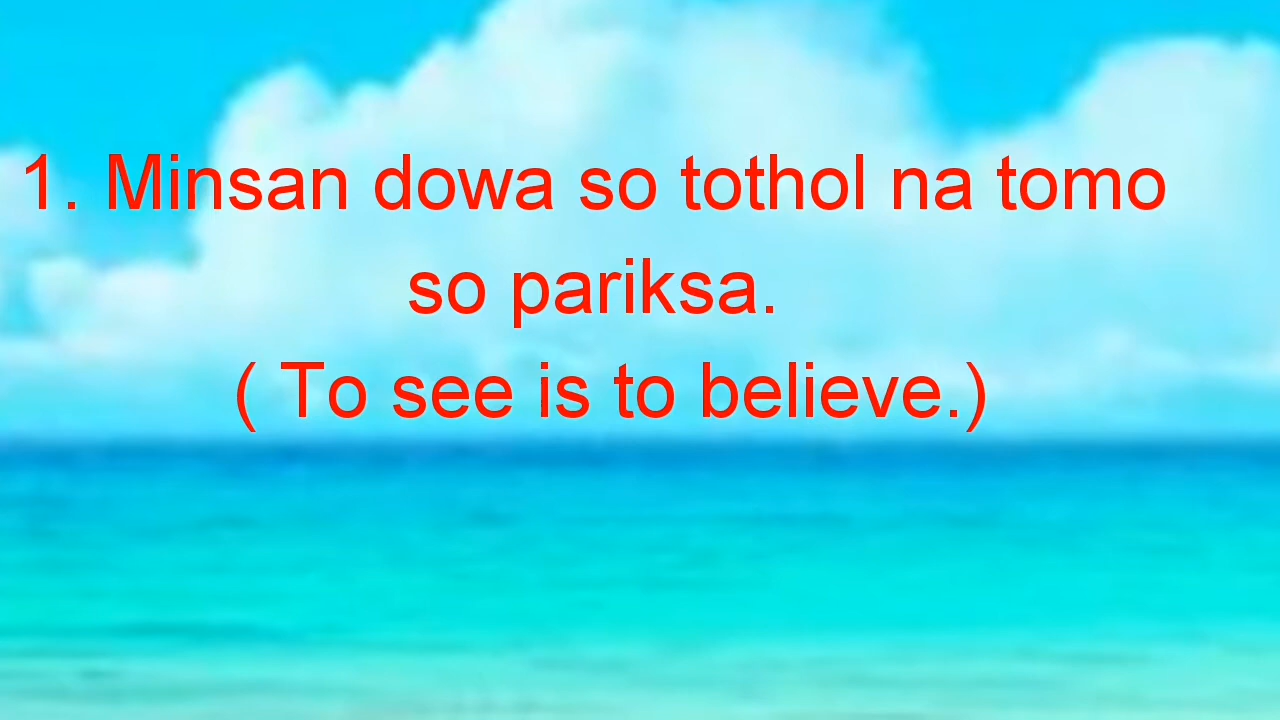 1. Minsan dowa so tothol na tomo
so pariksa.
( To see is to believe.)